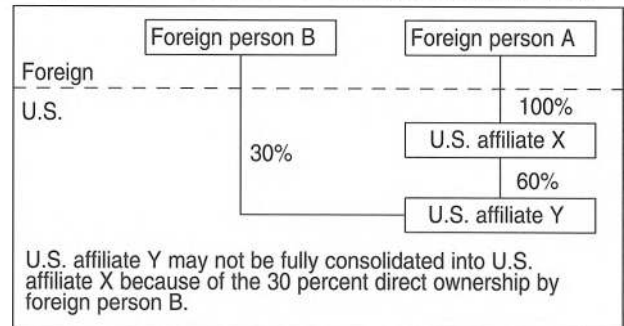 Foreign person B
Foreign person A
Foreign
U.S.
100%
U.S. affiliate X
30%
60%
U.S. affiliate Y
U.S. affiliate Y may not be fully consolidated into U.S.
affiliate X because of the 30 percent direct ownership by
foreign person B.